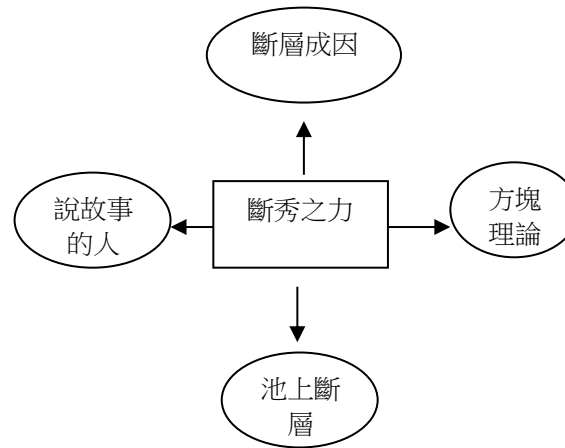 斷層成因
說故事
的人
斷秀之力
方塊
理論
池上斷
層